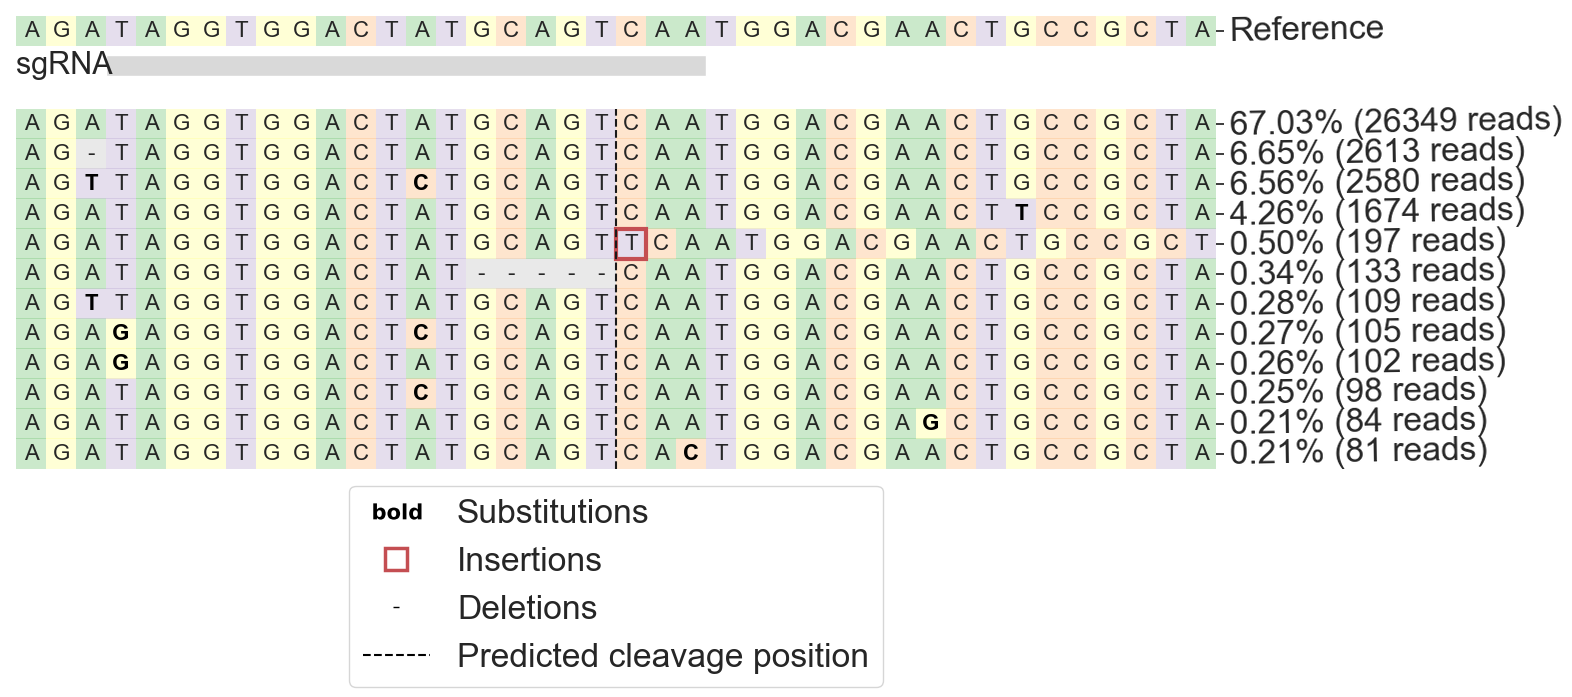 A G A T A G G T G G A C T A T G C A G T C A A T G G A C G A A C T G C C G C T A Reference
sgRNA
A G A T A G G T G G A C T A T G C A G T C A A T G G A C G A A C T G C C G C T A 67.03% (26349 reads)
A G - T A G G T G G A C T A T G C A G T C A A T G G A C G A A C T G C C G C T A 6.65% (2613 reads)
A G T T A G G T G G A C T C T G C A G T C A A T G G A C G A A C T G C C G C T A 6.56% (2580 reads)
A G A T A G G T G G A C T A T G C A G T C A A T G G A C G A A C T T C C G C T A 4.26% (1674 reads)
A G A T A G G T G G A C T A T G C A G T T C A A T G G A C G A A C T G C C G C T 0.50% (197 reads)
A G A T A G G T G G A C T A T - - - - - C A A T G G A C G A A C T G C C G C T A 0.34% (133 reads)
A G T T A G G T G G A C T A T G C A G T C A A T G G A C G A A C T G C C G C T A 0.28% (109 reads)
A G A G A G G T G G A C T C T G C A G T C A A T G G A C G A A C T G C C G C T A 0.27% (105 reads)
A G A G A G G T G G A C T A T G C A G T C A A T G G A C G A A C T G C C G C T A 0.26% (102 reads)
A G A T A G G T G G A C T C T G C A G T C A A T G G A C G A A C T G C C G C T A 0.25% (98 reads)
A G A T A G G T G G A C T A T G C A G T C A A T G G A C G A G C T G C C G C T A 0.21% (84 reads)
A G A T A G G T G G A C T A T G C A G T C A C T G G A C G A A C T G C C G C T A 0.21% (81 reads)
bold Substitutions
Insertions
- Deletions
Predicted cleavage position